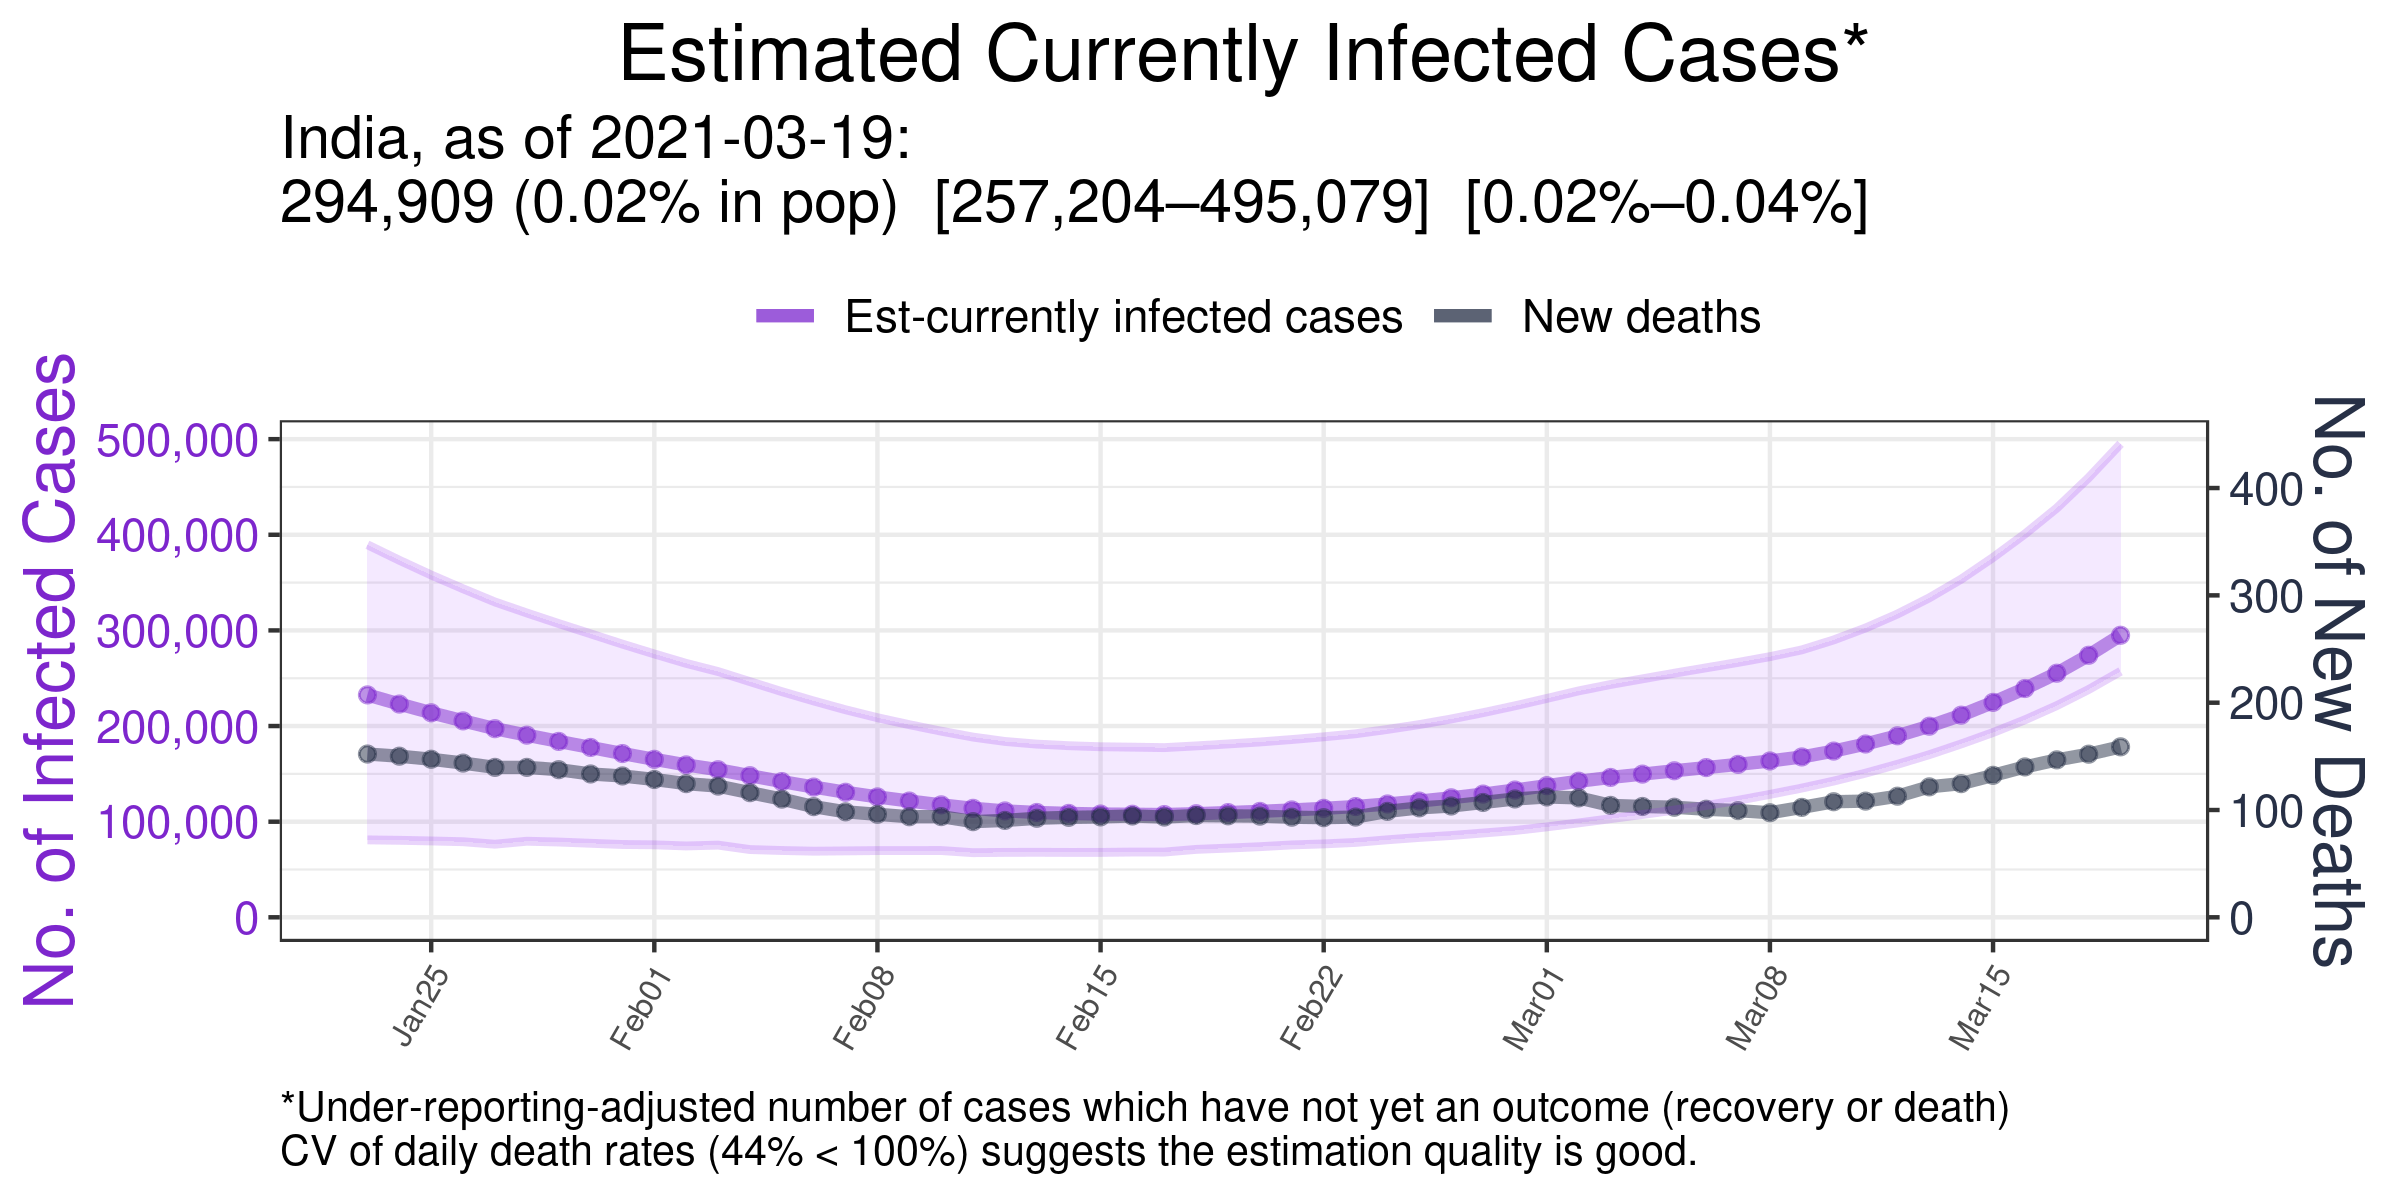 Estimated Currently Infected Cases*
India, as of 2021-03-19:
294,909 (0.02% in pop) [257,204–495,079] [0.02%–0.04%]
Est-currently infected cases
New deaths
No. of Infected Cases
500,000
400,000
300,000
200,000
100,000
0
No. of New Deaths
400
300
200
100
0
Jan25
Feb01
Feb08
Feb15
Feb22
Mar01
Mar08
Mar15
*Under-reporting-adjusted number of cases which have not yet an outcome (recovery or death)
CV of daily death rates (44% < 100%) suggests the estimation quality is good.